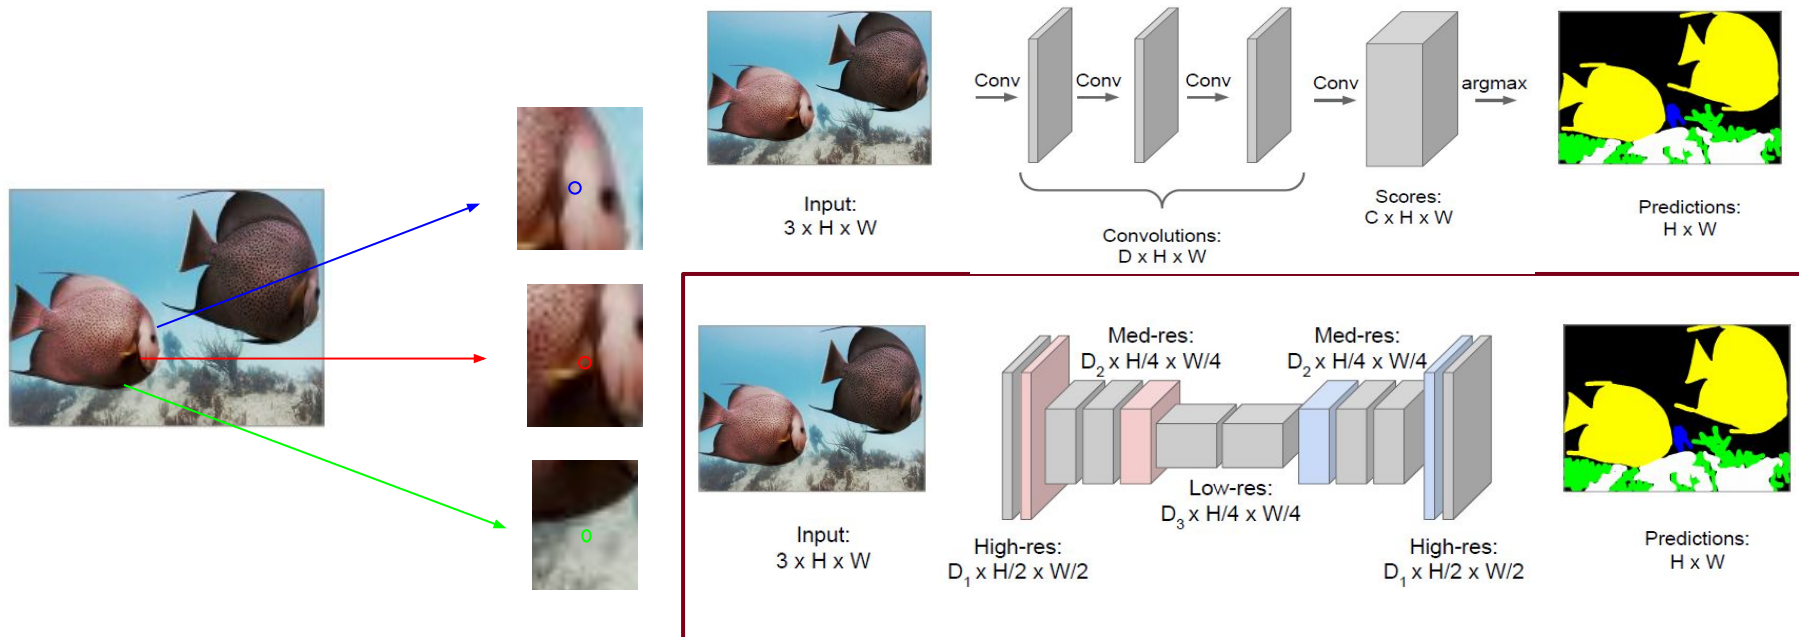 Conv
Conv
Conv
Conv
argmax
Input:
3 x H x W
Convolutions:
D x H x W
Scores:
C x H x W
Predictions:
H x W
Med-res:
D2 x H/4 x W/4
Med-res:
D2 x H/4 x W/4
Low-res:
D3 x H/4 x W/4
Input:
3 x H x W
High-res:
D1 x H/2 x W/2
High-res:
D1 x H/2 x W/2
Predictions:
H x W